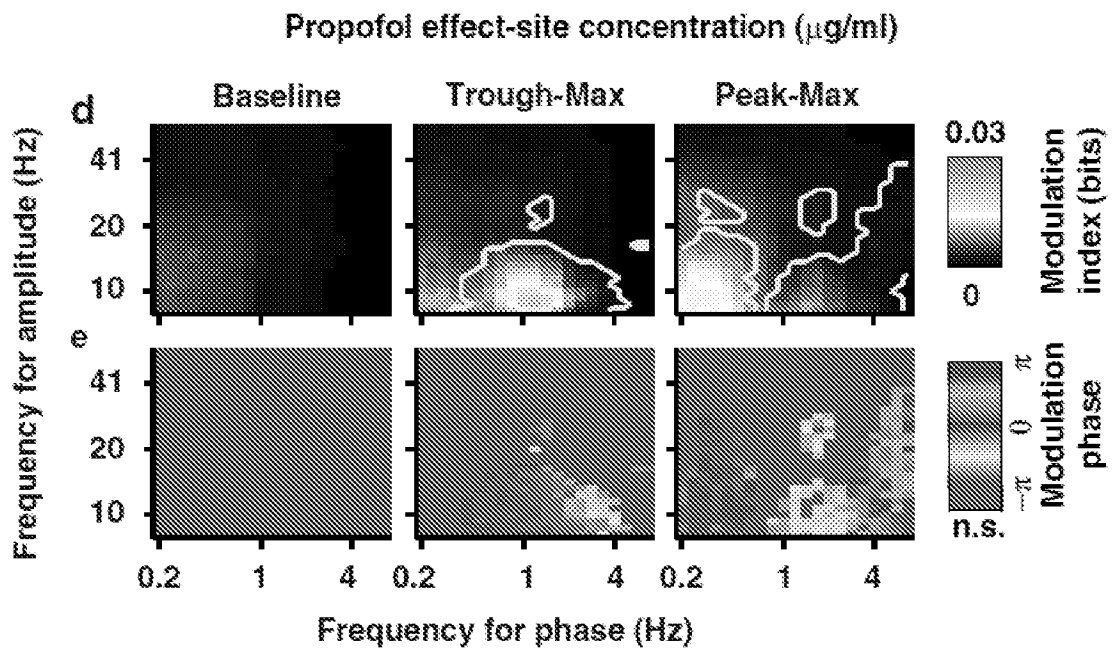 Propofol effect-site concentration (μg/ml)
d
Baseline
Trough-Max
Peak-Max
Frequency for amplitude (Hz)
41
20
10
0.03
0
Modulation
index (bits)
e
41
20
10
π
0
−π
n.s.
Modulation
phase
0.2 1 4
0.2 1 4
0.2 1 4
Frequency for phase (Hz)